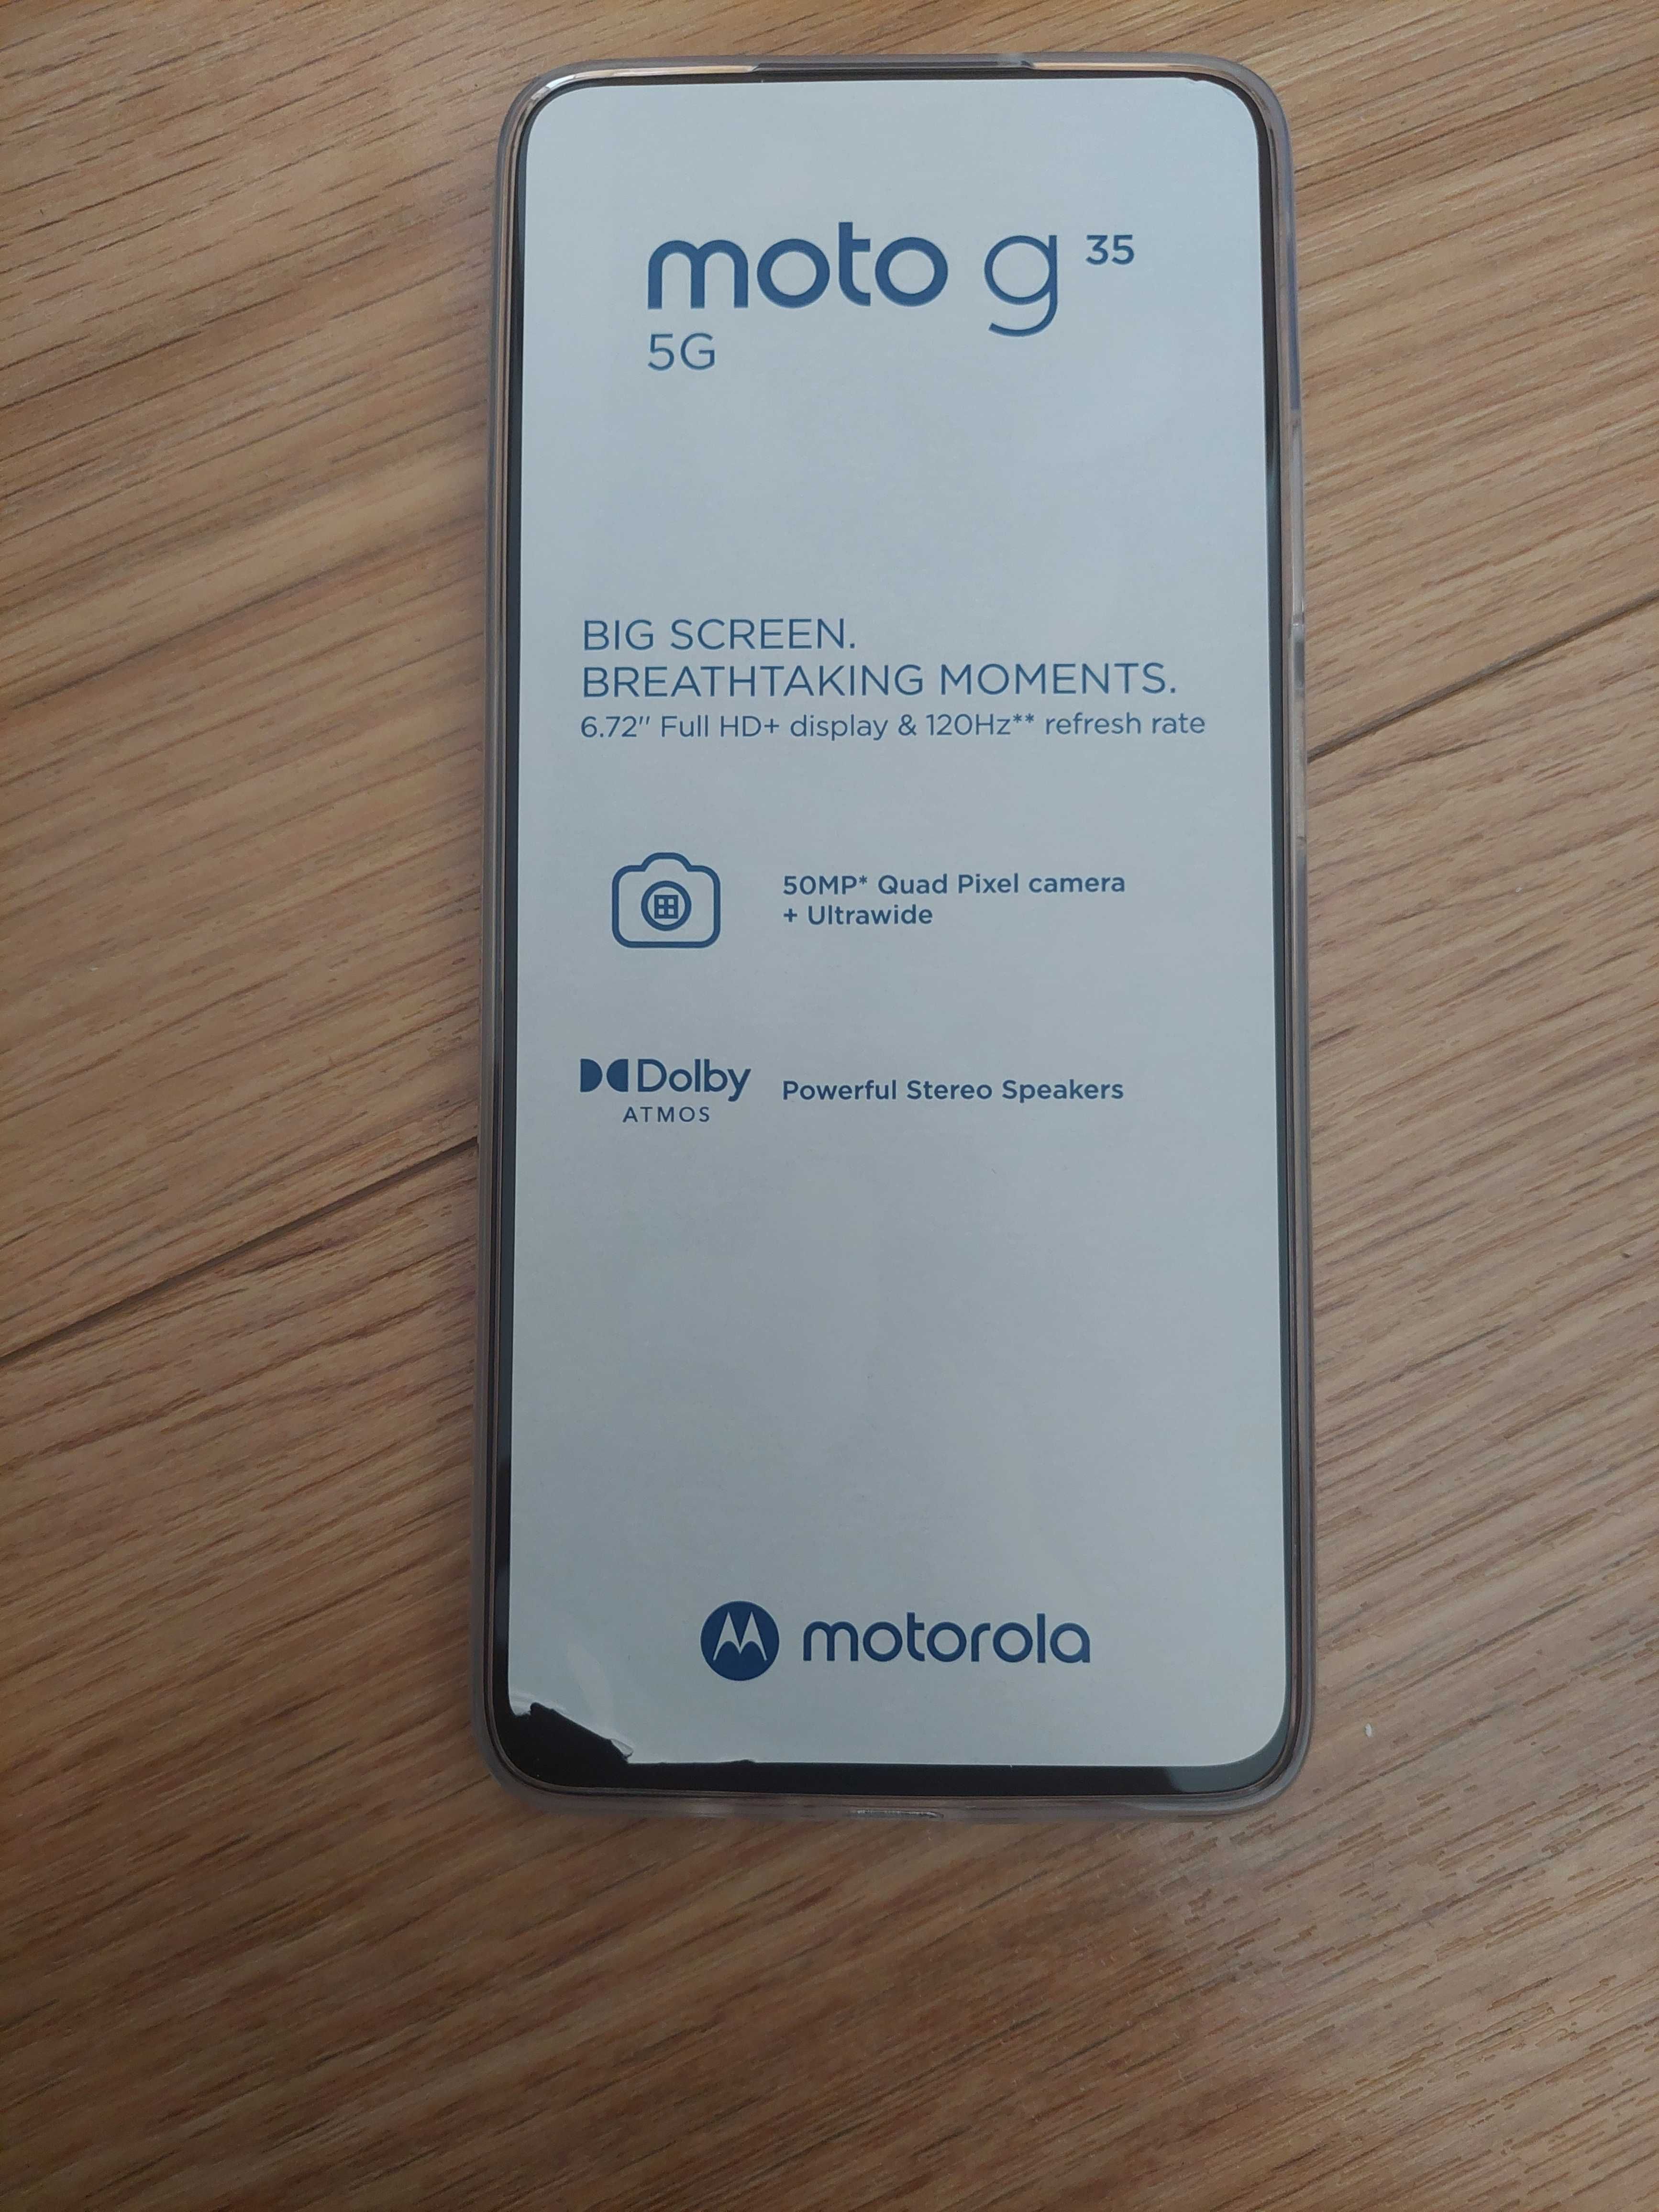 moto g 35
5G
BIG SCREEN.
BREATHTAKING MOMENTS.
6.72" Full HD+ display & 120Hz** refresh rate
50MP* Quad Pixel camera
+ Ultrawide
Dolby
ATMOS
Powerful Stereo Speakers
motorola